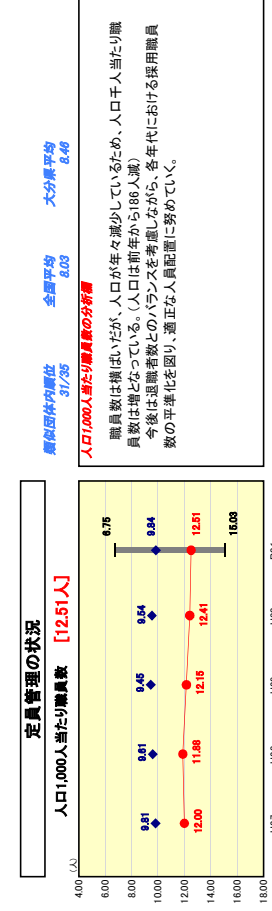 定員管理の状況
人口1,000人当たり職員数 [12.51人]
(人)
4.00
6.00
8.00
10.00
12.00
14.00
16.00
18.00
9.81
9.61
9.45
9.54
9.84
12.00
11.88
12.15
12.41
12.51
6.75
15.03
類似団体内順位
31/35
全国平均
8.03
大分県平均
8.46
人口1,000人当たり職員数の分析欄
職員数は横ばいだが、人口が年々減少しているため、人口千人当たり職
員数は増となっている。(人口は前年から186人減)
今後は退職者数とのバランスを考慮しながら、各年代における採用職員
数の平準化を図り、適正な人員配置に努めていく。